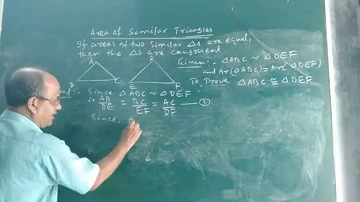 Area of Similar Triangles
If areas of two similar Δs are equal,
then the Δs are congruent
Given: ΔABC ~ ΔDEF
and Ar(ΔABC) = Ar(ΔDEF)
To Prove ΔABC ≅ ΔDEF
Since ΔABC ~ ΔDEF
∴ AB/DE = BC/EF = AC/DF — ①
Since,